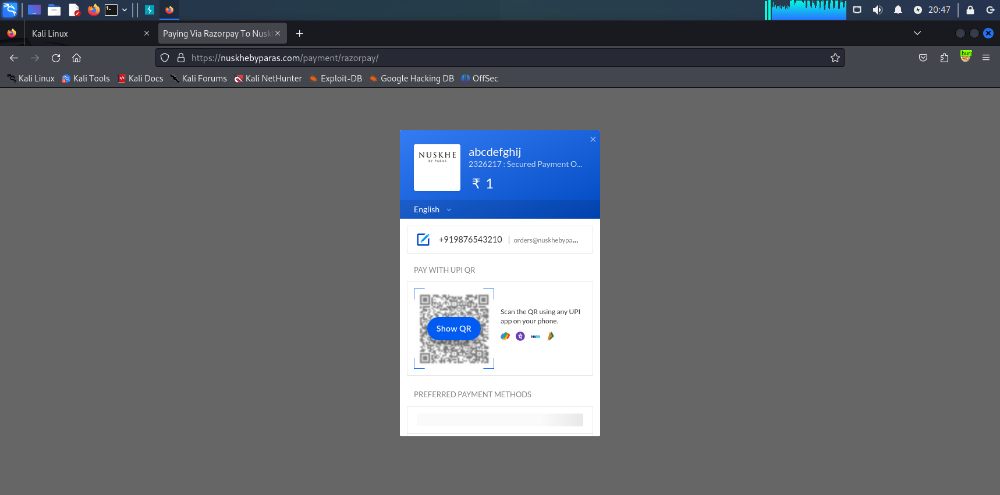 20:47
Kali Linux
Paying Via Razorpay To Nuskh
https://nuskhebyparas.com/payment/razorpay/
burp
Kali Linux Kali Tools Kali Docs Kali Forums Kali NetHunter Exploit-DB Google Hacking DB OffSec
NUSKHE
BY PARAS
abcdefghij
2326217 : Secured Payment O...
₹ 1
English
+919876543210 | orders@nuskhebypa...
PAY WITH UPI QR
Show QR
Scan the QR using any UPI
app on your phone.
paytm
PREFERRED PAYMENT METHODS